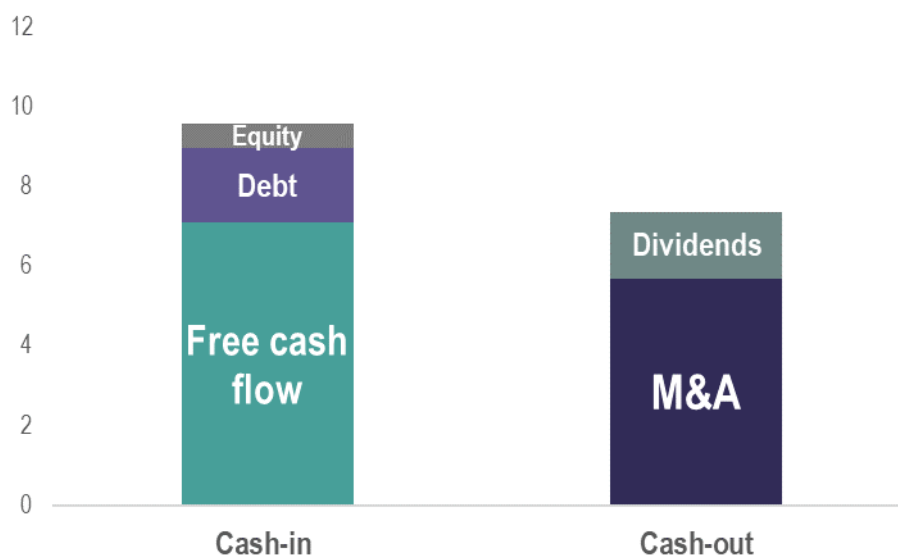 12
10
8
6
4
2
0
Equity
Debt
Free cash
flow
Dividends
M&A
Cash-in
Cash-out